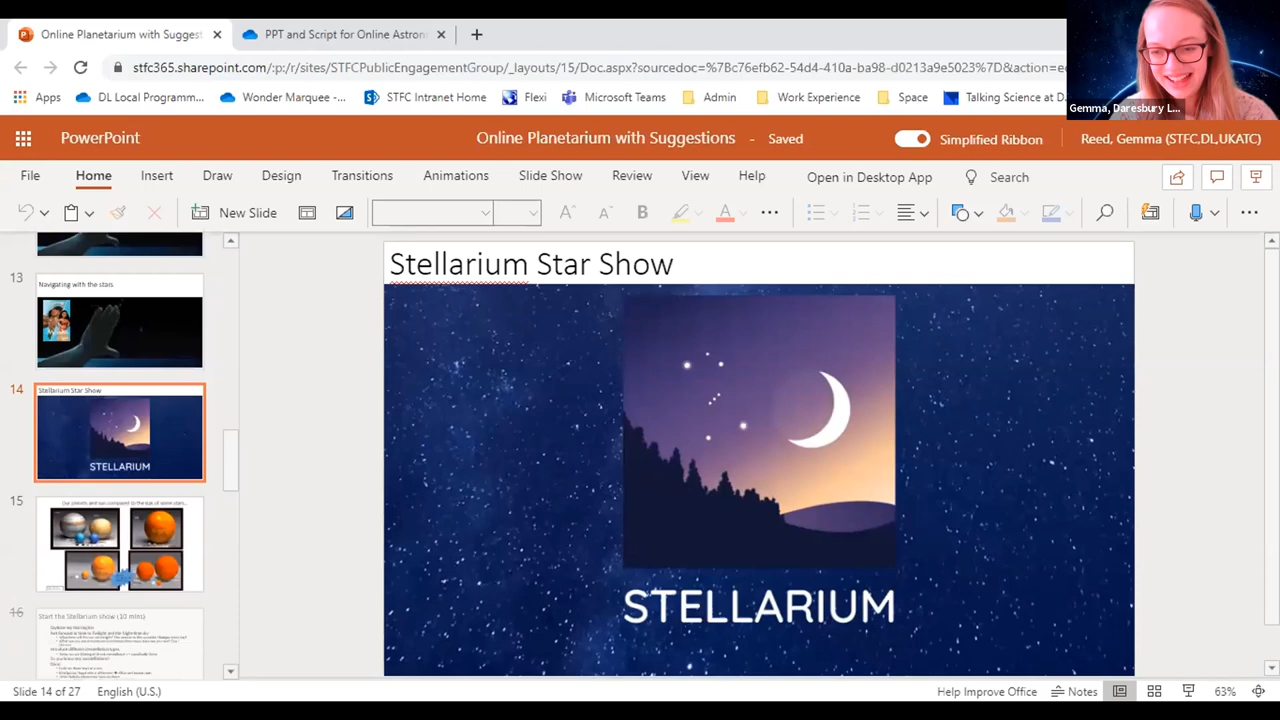 Online Planetarium with Suggest
PPT and Script for Online Astron
stfc365.sharepoint.com/:p:/r/sites/STFCPublicEngagementGroup/_layouts/15/Doc.aspx?sourcedoc=%7Bc76efb62-54d4-410a-ba98-d0213a9e5023%7D&action=e
Apps
DL Local Programm...
Wonder Marquee -...
STFC Intranet Home
Flexi
Microsoft Teams
Admin
Work Experience
Space
Talking Science at D
Gemma, Daresbury L...
PowerPoint
Online Planetarium with Suggestions - Saved
Simplified Ribbon
Reed, Gemma (STFC,DL,UKATC)
File
Home
Insert
Draw
Design
Transitions
Animations
Slide Show
Review
View
Help
Open in Desktop App
Search
New Slide
B
A
13
Navigating with the stars
14
Stellarium Star Show
STELLARIUM
15
Our planets and sun compared to the size of some stars...
16
Start the Stellarium show (10 mins)
Stellarium Star Show
STELLARIUM
Slide 14 of 27
English (U.S.)
Help Improve Office
Notes
63%